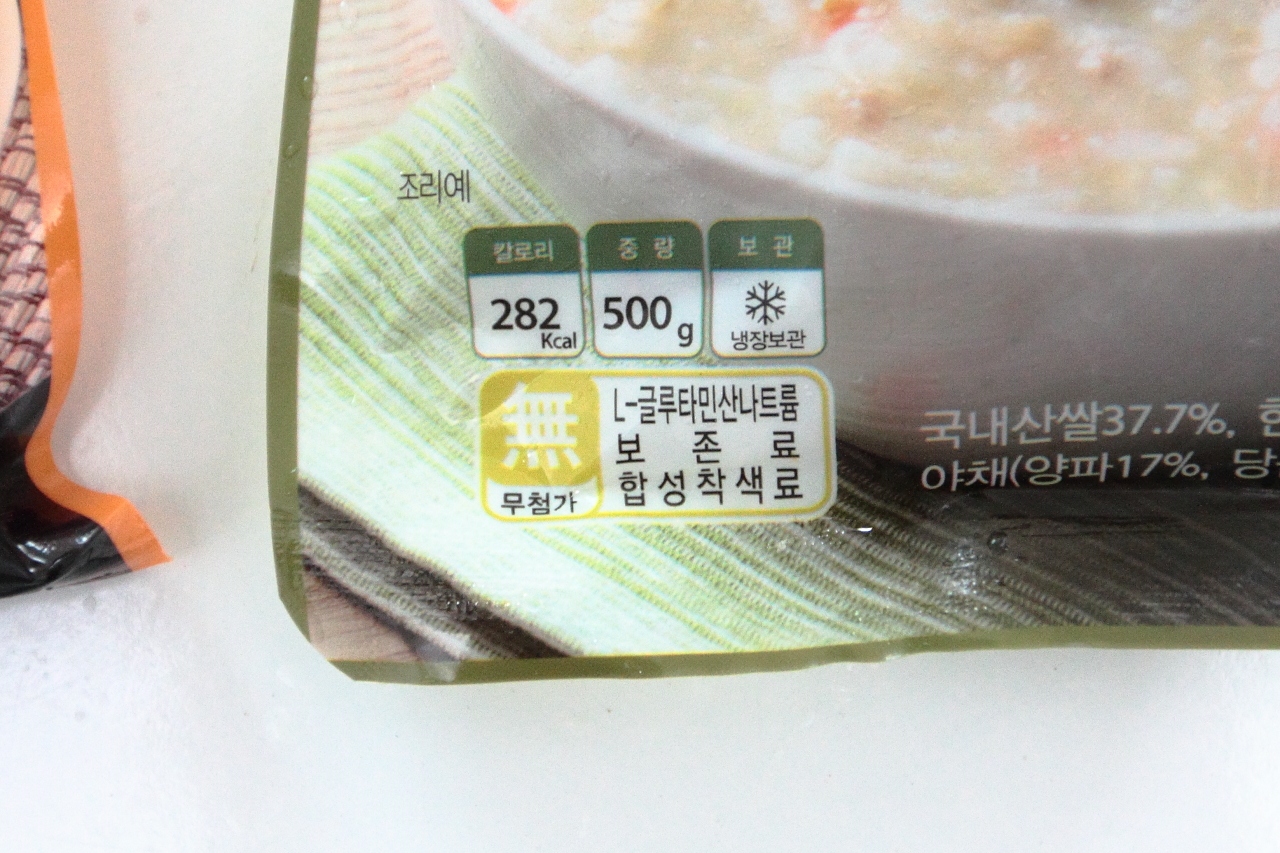 조리예
칼로리 중 량 보 관
282 Kcal 500 g 냉장보관
無 L-글루타민산나트륨
보 존 료
무첨가 합성착색료
국내산쌀37.7%,
야채(양파17%,